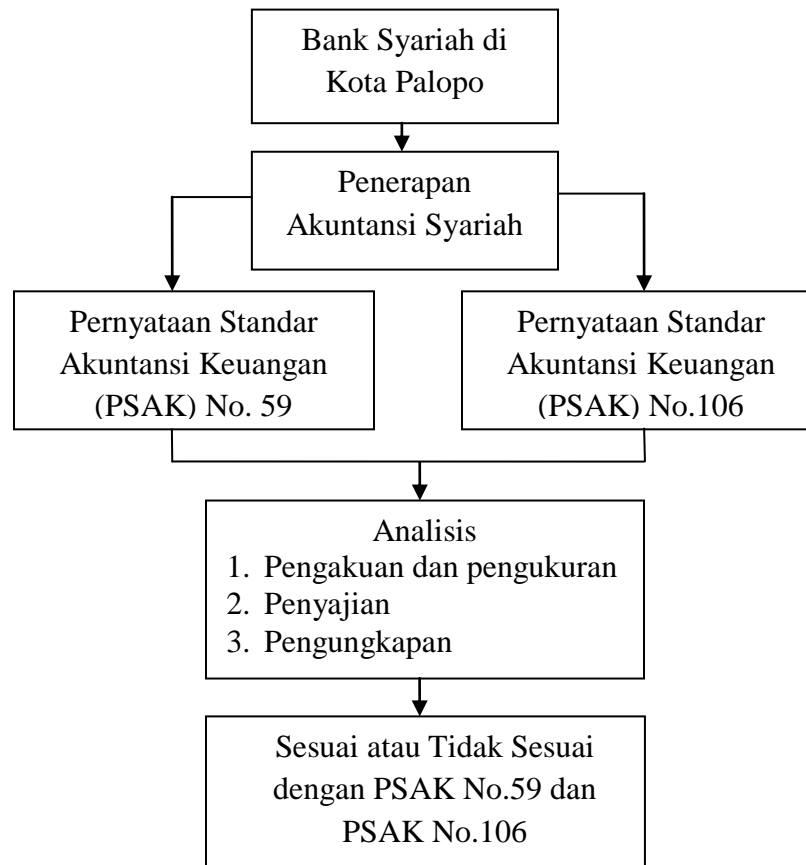 Bank Syariah di
Kota Palopo
Penerapan
Akuntansi Syariah
Pernyataan Standar
Akuntansi Keuangan
(PSAK) No. 59
Pernyataan Standar
Akuntansi Keuangan
(PSAK) No.106
Analisis
1. Pengakuan dan pengukuran
2. Penyajian
3. Pengungkapan
Sesuai atau Tidak Sesuai
dengan PSAK No.59 dan
PSAK No.106